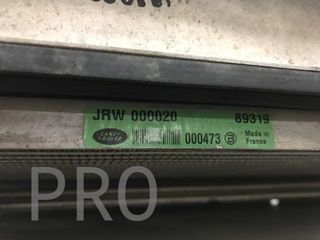 JRW 000020 89319
LAND ROVER 000473 B Made in
France
PRO